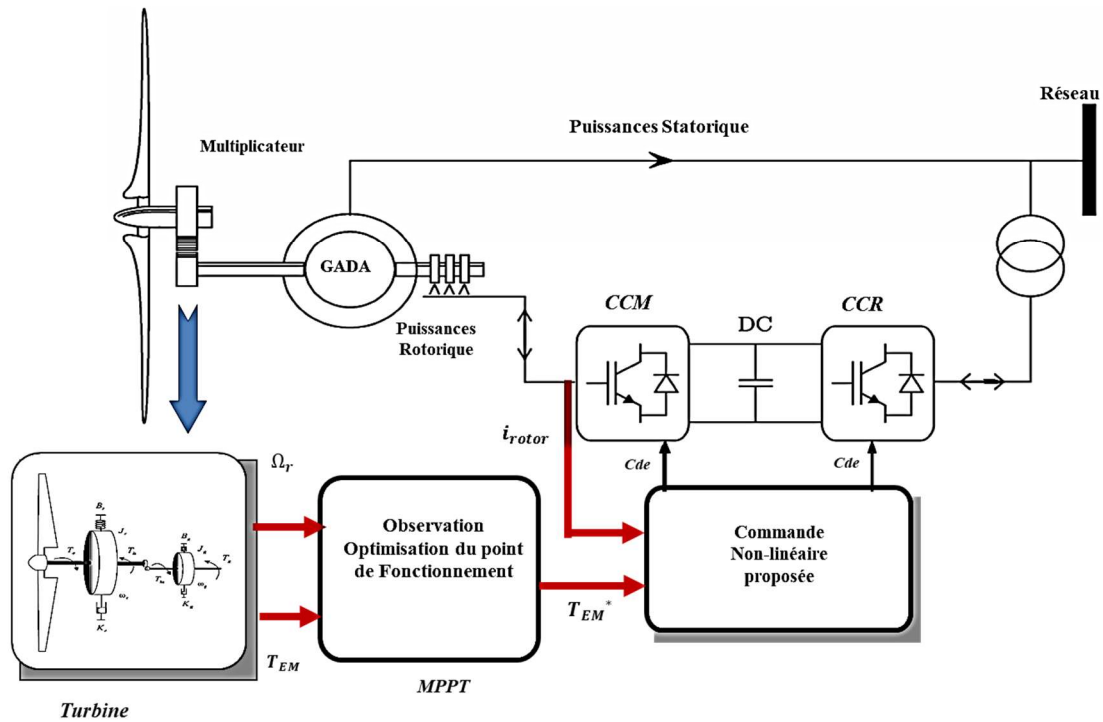 Réseau
Puissances Statorique
Multiplicateur
GADA
Puissances
Rotorique
CCM
DC
CCR
i_rotor
Cde
Cde
Ω_r
T_EM
Observation
Optimisation du point
de Fonctionnement
T_EM*
Commande
Non-linéaire
proposée
MPPT
Turbine